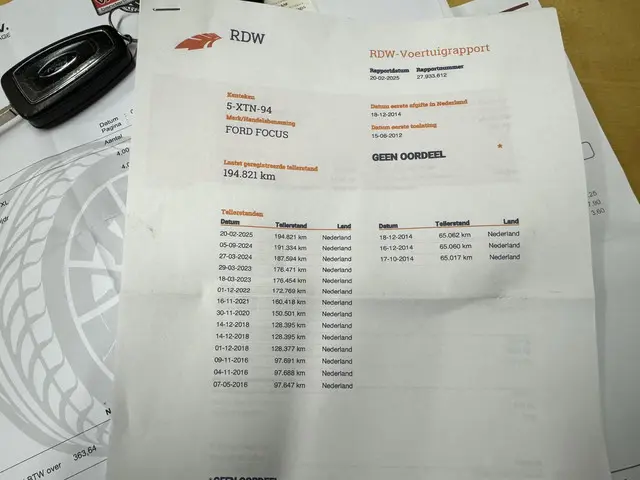 RDW
RDW-Voertuigrapport
Rapportdatum Rapportnummer
20-02-2025 27.933.612
Kenteken
5-XTN-94
Merk/Handelsbenaming
FORD FOCUS
Datum eerste afgifte in Nederland
18-12-2014
Datum eerste toelating
15-06-2012
GEEN OORDEEL *
Laatst geregistreerde tellerstand
194.821 km
Tellerstanden
Datum Tellerstand Land
20-02-2025 194.821 km Nederland
05-09-2024 191.334 km Nederland
27-03-2024 187.594 km Nederland
29-03-2023 176.471 km Nederland
18-03-2023 176.454 km Nederland
01-12-2022 172.769 km Nederland
16-11-2021 160.418 km Nederland
30-11-2020 150.501 km Nederland
14-12-2018 128.395 km Nederland
14-12-2018 128.395 km Nederland
01-12-2018 128.377 km Nederland
09-11-2016 97.691 km Nederland
04-11-2016 97.688 km Nederland
07-05-2016 97.647 km Nederland
Datum Tellerstand Land
18-12-2014 65.062 km Nederland
16-12-2014 65.060 km Nederland
17-10-2014 65.017 km Nederland
Datum
Pagina
Aantal
4,00
BTW over 363,64